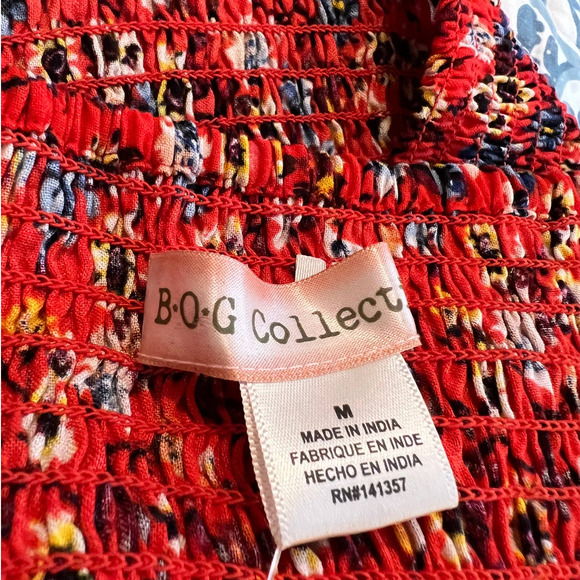 B•O•G Collect
M
MADE IN INDIA
FABRIQUE EN INDE
HECHO EN INDIA
RN#141357